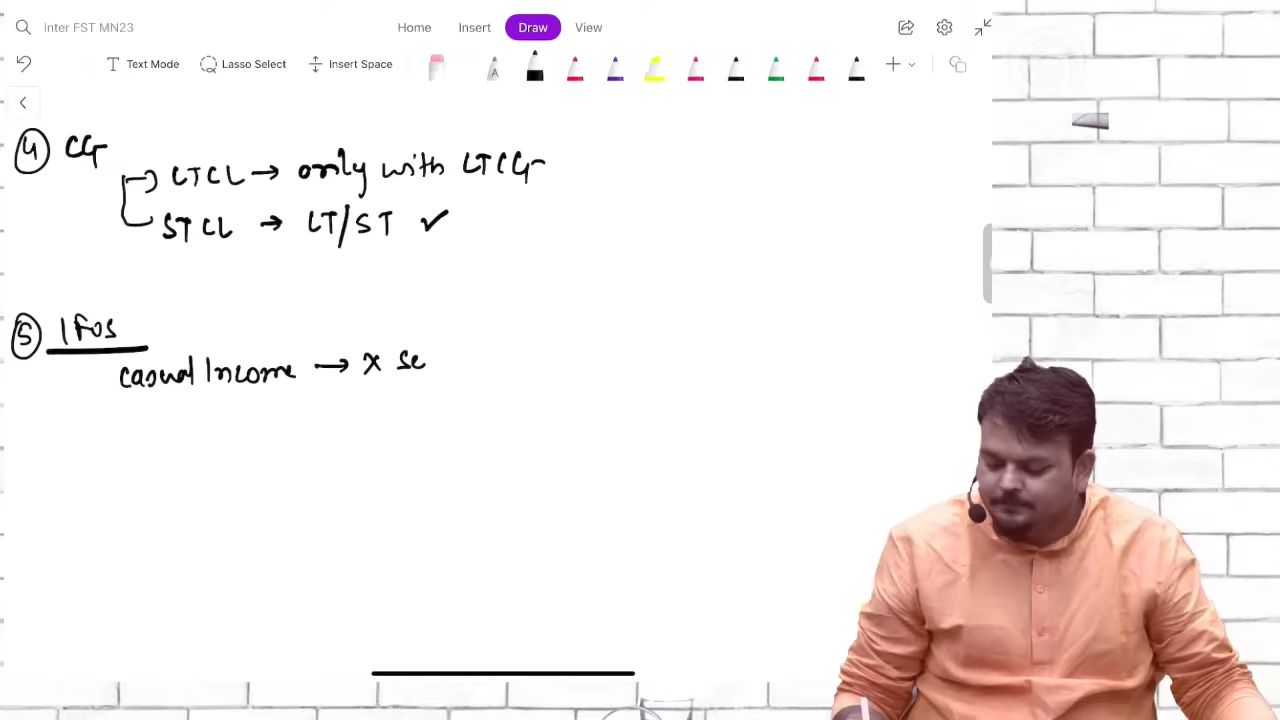 Inter FST MN23
Home Insert Draw View
Text Mode Lasso Select Insert Space
A
4 CG
LTCL → only with LTCG
STCL → LT/ST ✓
5 IFOS
casual Income → x Se